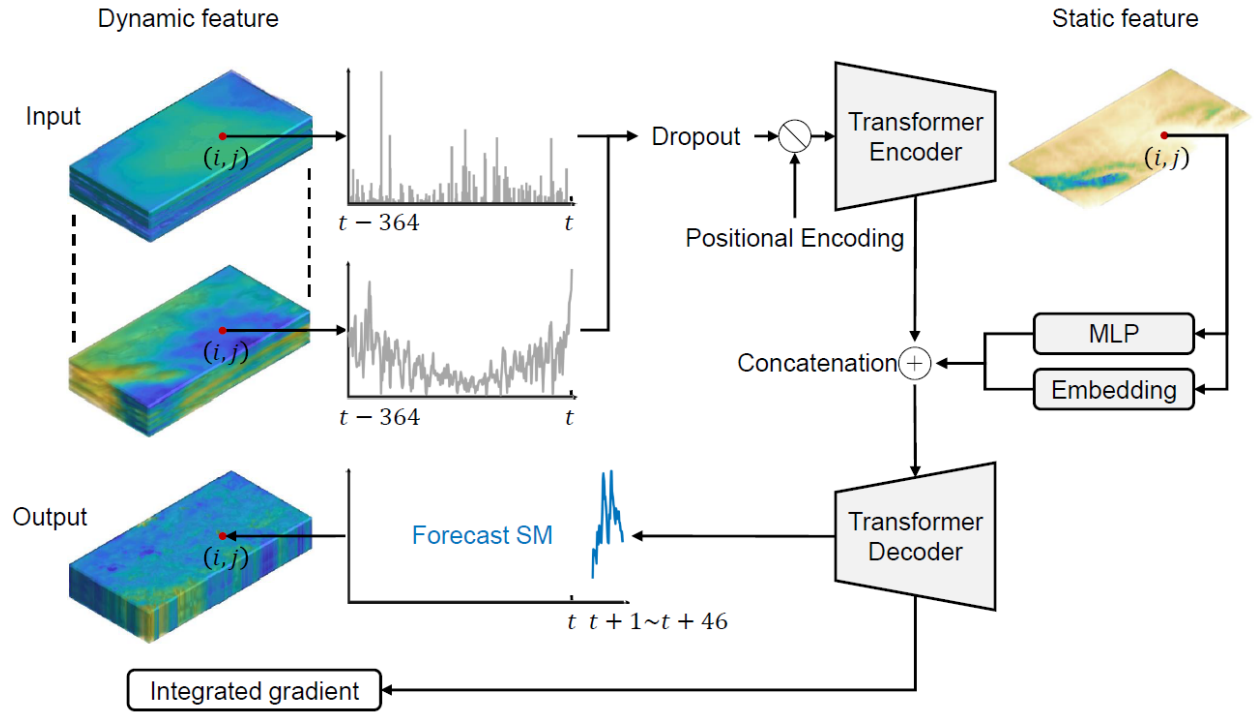 Dynamic feature
Static feature
Input
(i, j)
t − 364
t
Dropout
Positional Encoding
Transformer
Encoder
(i, j)
(i, j)
t − 364
t
Concatenation
+
MLP
Embedding
Output
(i, j)
Forecast SM
t
t + 1~t + 46
Transformer
Decoder
Integrated gradient